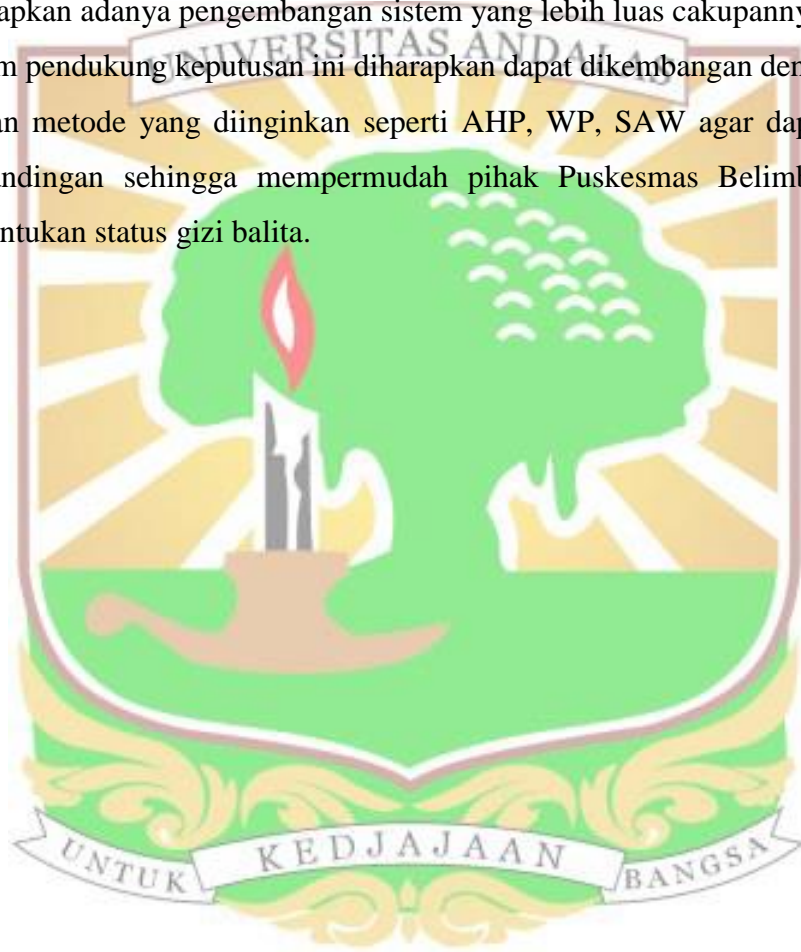 apkan adanya pengembangan sistem yang lebih luas cakupanny
UNIVERSITAS ANDALAS
m pendukung keputusan ini diharapkan dapat dikembangan den
an metode yang diinginkan seperti AHP, WP, SAW agar dap
andingan sehingga mempermudah pihak Puskesmas Belimb
ntukan status gizi balita.
UNTUK KEDJAJAAN BANGSA